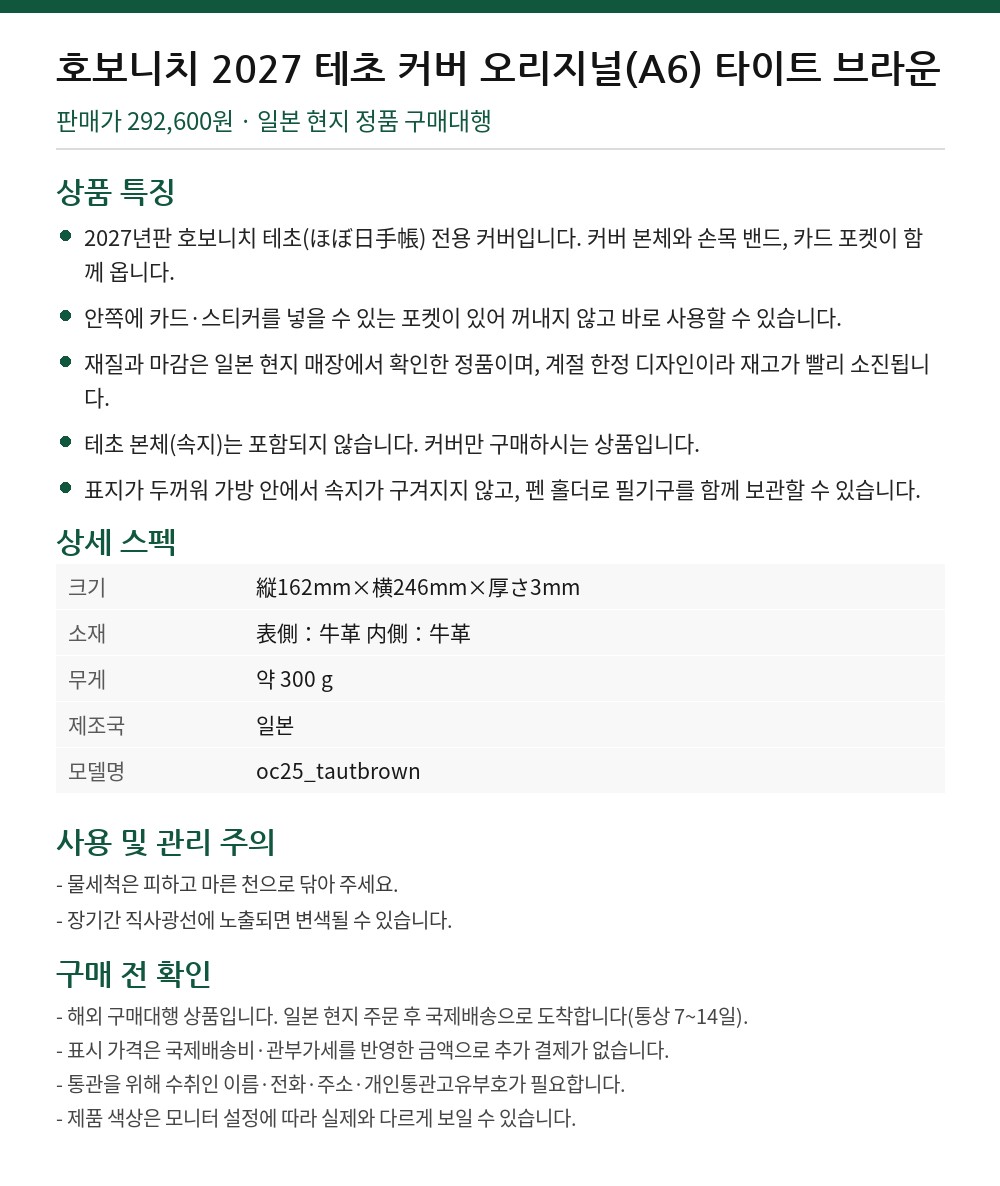 호보니치 2027 테초 커버 오리지널(A6) 타이트 브라운
판매가 292,600원 · 일본 현지 정품 구매대행
상품 특징
2027년판 호보니치 테초(ほぼ日手帳) 전용 커버입니다. 커버 본체와 손목 밴드, 카드 포켓이 함
께 옵니다.
안쪽에 카드·스티커를 넣을 수 있는 포켓이 있어 꺼내지 않고 바로 사용할 수 있습니다.
재질과 마감은 일본 현지 매장에서 확인한 정품이며, 계절 한정 디자인이라 재고가 빨리 소진됩니
다.
테초 본체(속지)는 포함되지 않습니다. 커버만 구매하시는 상품입니다.
표지가 두꺼워 가방 안에서 속지가 구겨지지 않고, 펜 홀더로 필기구를 함께 보관할 수 있습니다.
상세 스펙
크기 縦162mm×横246mm×厚さ3mm
소재 表側：牛革 内側：牛革
무게 약 300 g
제조국 일본
모델명 oc25_tautbrown
사용 및 관리 주의
- 물세척은 피하고 마른 천으로 닦아 주세요.
- 장기간 직사광선에 노출되면 변색될 수 있습니다.
구매 전 확인
- 해외 구매대행 상품입니다. 일본 현지 주문 후 국제배송으로 도착합니다(통상 7~14일).
- 표시 가격은 국제배송비·관부가세를 반영한 금액으로 추가 결제가 없습니다.
- 통관을 위해 수취인 이름·전화·주소·개인통관고유부호가 필요합니다.
- 제품 색상은 모니터 설정에 따라 실제와 다르게 보일 수 있습니다.